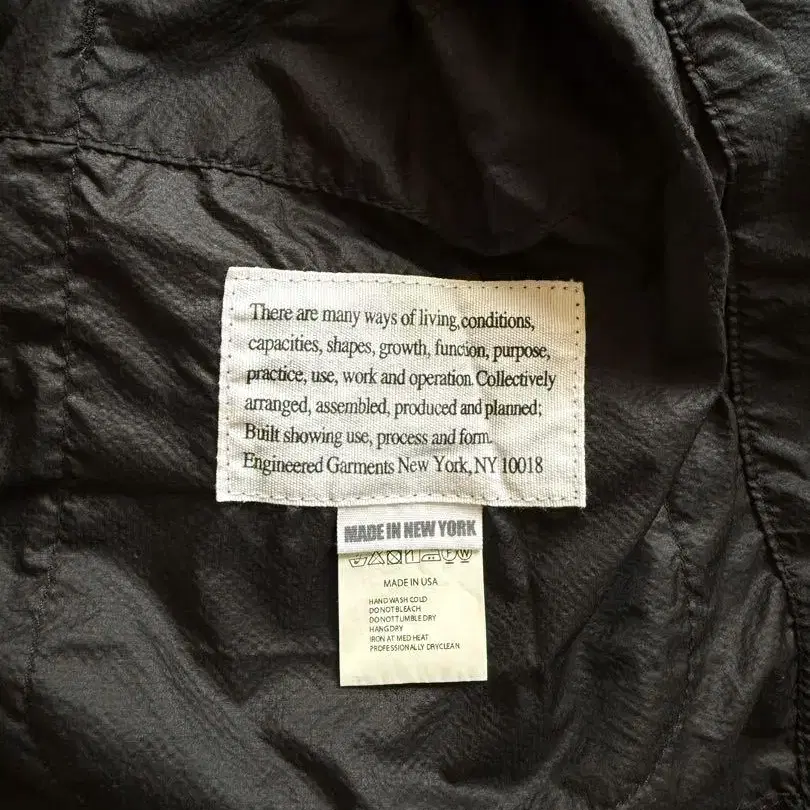 There are many ways of living, conditions,
capacities, shapes, growth, function, purpose,
practice, use, work and operation. Collectively
arranged, assembled, produced and planned;
Built showing use, process and form.
Engineered Garments New York, NY 10018
MADE IN NEW YORK
MADE IN USA
HAND WASH COLD
DO NOT BLEACH
DO NOT TUMBLE DRY
HANG DRY
IRON AT MED HEAT
PROFESSIONALLY DRYCLEAN